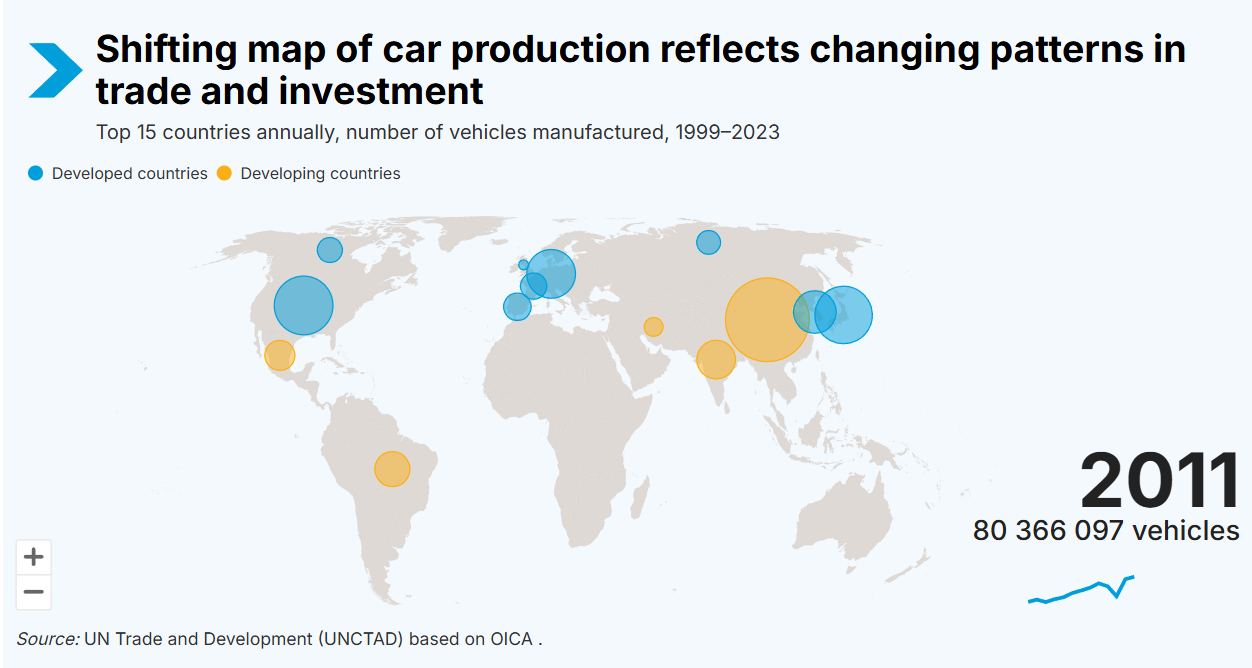 Shifting map of car production reflects changing patterns in
trade and investment
Top 15 countries annually, number of vehicles manufactured, 1999–2023
Developed countries Developing countries
2011
80 366 097 vehicles
+
−
Source: UN Trade and Development (UNCTAD) based on OICA .